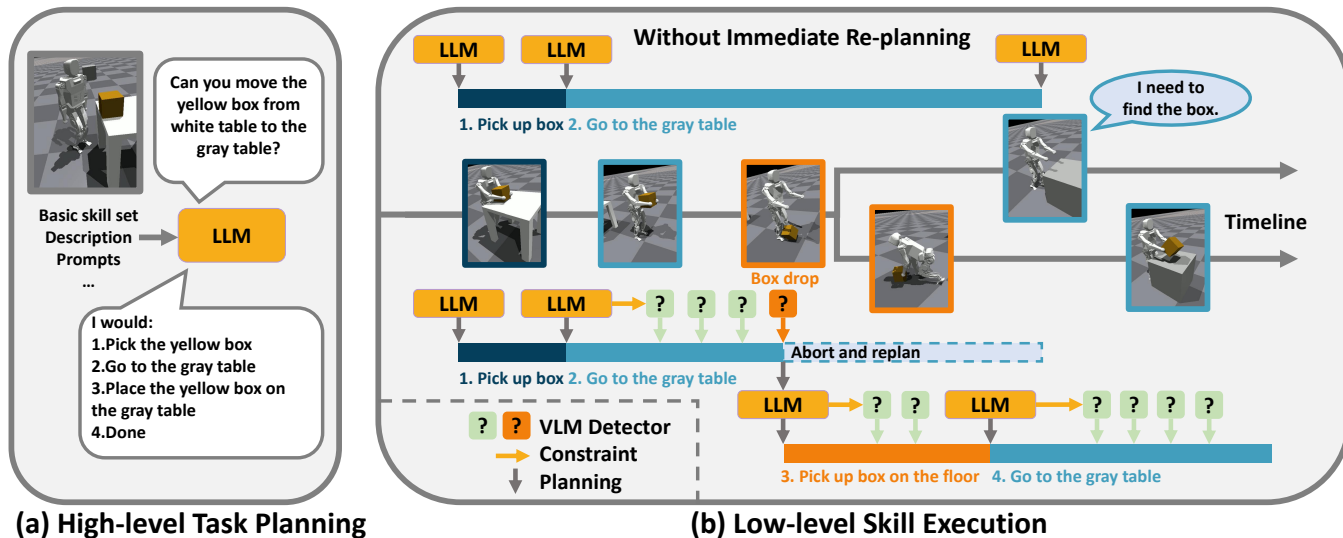 Can you move the
yellow box from
white table to the
gray table?
Basic skill set
Description
Prompts
...
LLM
I would:
1.Pick the yellow box
2.Go to the gray table
3.Place the yellow box on
the gray table
4.Done
(a) High-level Task Planning
Without Immediate Re-planning
LLM
LLM
LLM
1. Pick up box 2. Go to the gray table
I need to
find the box.
Box drop
Timeline
LLM
LLM
? ? ? ?
Abort and replan
1. Pick up box 2. Go to the gray table
LLM
? ?
LLM
? ? ? ?
3. Pick up box on the floor 4. Go to the gray table
? ? VLM Detector
Constraint
Planning
(b) Low-level Skill Execution